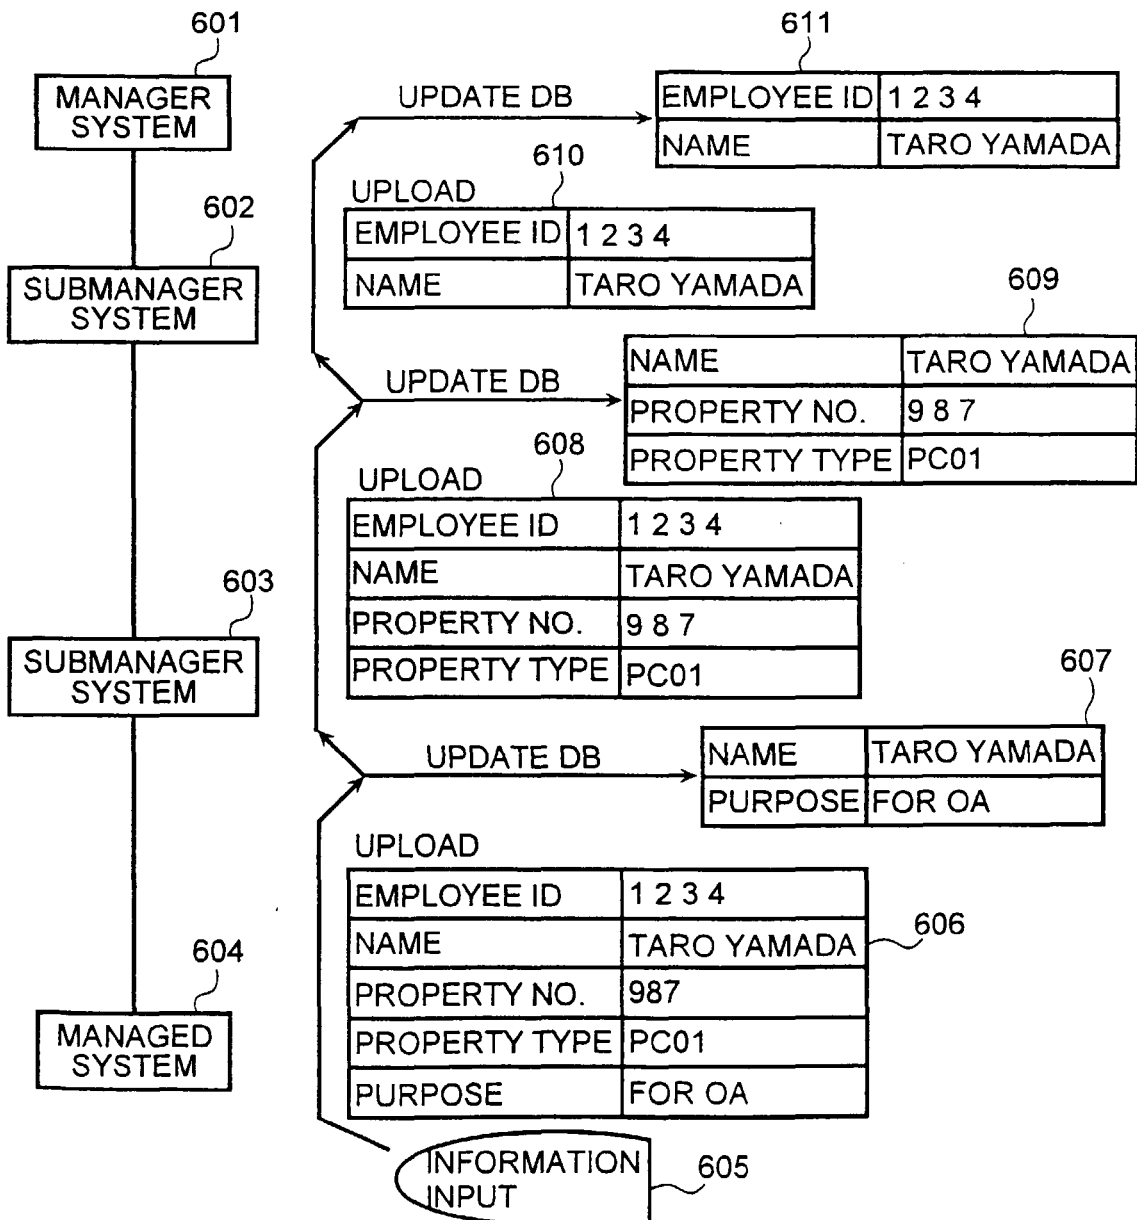 601
MANAGER
SYSTEM
602
SUBMANAGER
SYSTEM
603
SUBMANAGER
SYSTEM
604
MANAGED
SYSTEM
611
UPDATE DB
EMPLOYEE ID 1 2 3 4
NAME TARO YAMADA
610
UPLOAD
EMPLOYEE ID 1 2 3 4
NAME TARO YAMADA
609
UPDATE DB
NAME TARO YAMADA
PROPERTY NO. 9 8 7
PROPERTY TYPE PC01
608
UPLOAD
EMPLOYEE ID 1 2 3 4
NAME TARO YAMADA
PROPERTY NO. 9 8 7
PROPERTY TYPE PC01
607
UPDATE DB
NAME TARO YAMADA
PURPOSE FOR OA
UPLOAD
EMPLOYEE ID 1 2 3 4
NAME TARO YAMADA
606
PROPERTY NO. 987
PROPERTY TYPE PC01
PURPOSE FOR OA
INFORMATION
INPUT
605